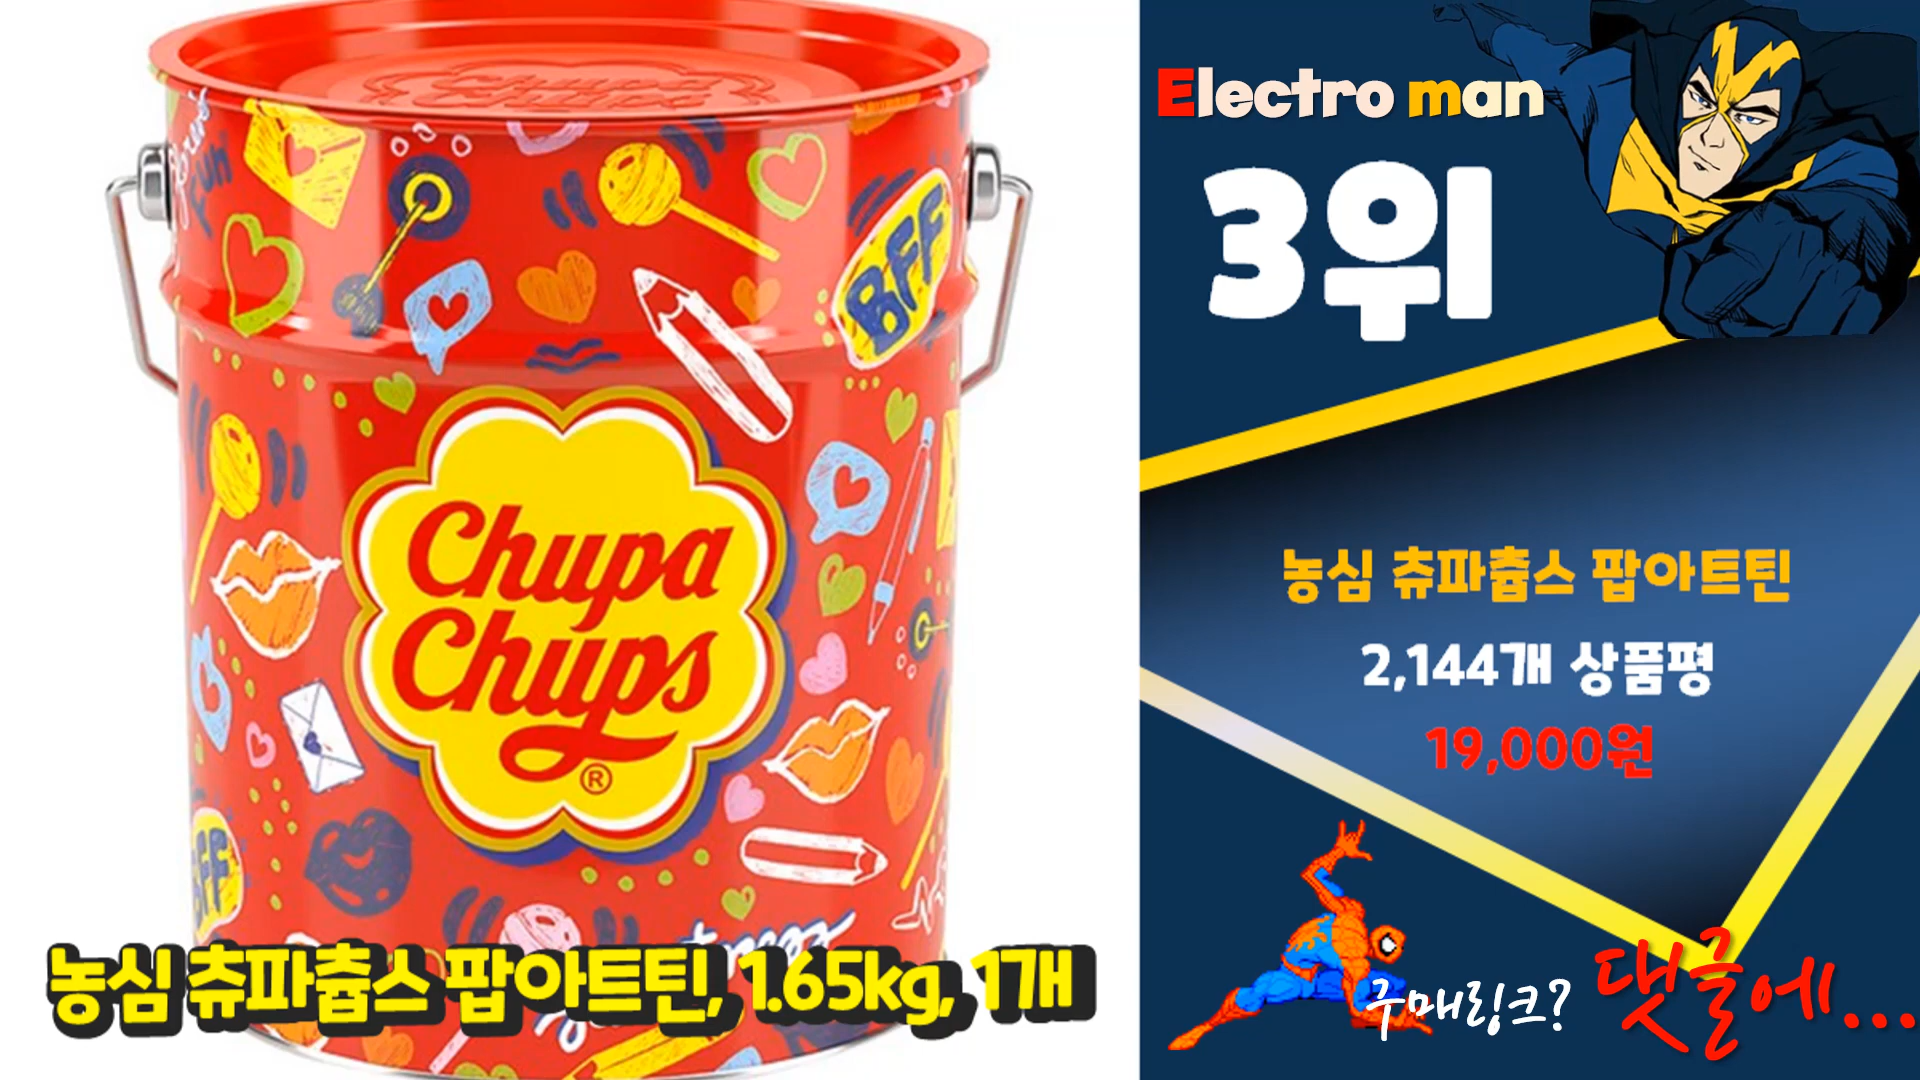 Chupa
Chups
®
BFF
Fun
BFF
농심 츄파춥스 팝아트틴, 1.65kg, 1개
Electro man
3위
농심 츄파춥스 팝아트틴
2,144개 상품평
19,000원
구매링크? 댓글에...